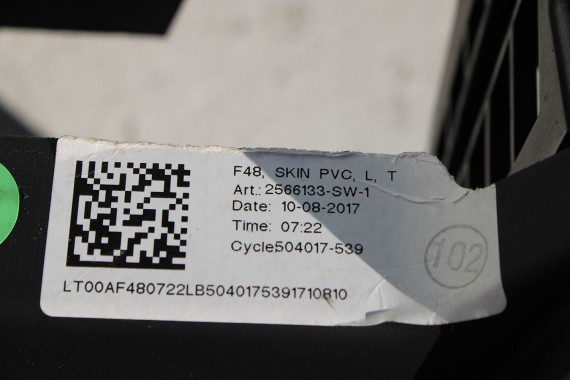 F48, SKIN PVC, L, T
Art.: 2566133-SW-1
Date: 10-08-2017
Time: 07:22
Cycle504017-539
102
LT00AF480722LB5040175391710810